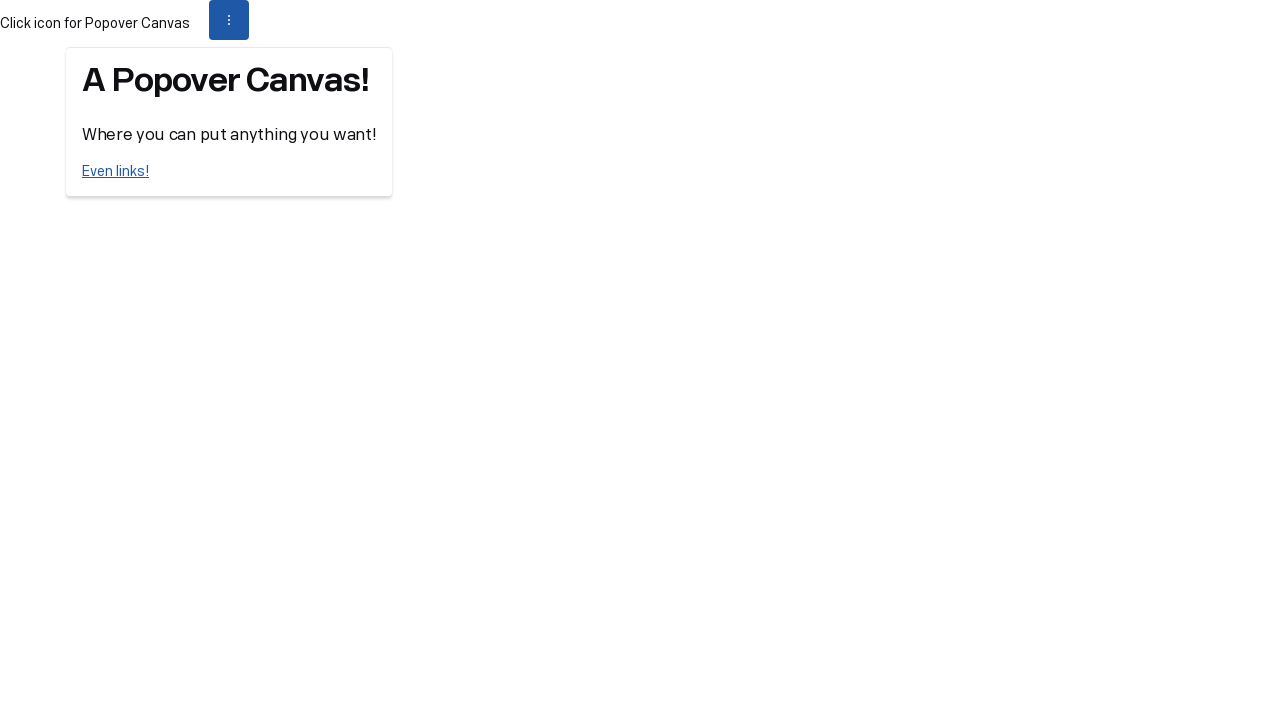 Click icon for Popover Canvas
A Popover Canvas!
Where you can put anything you want!
Even links!